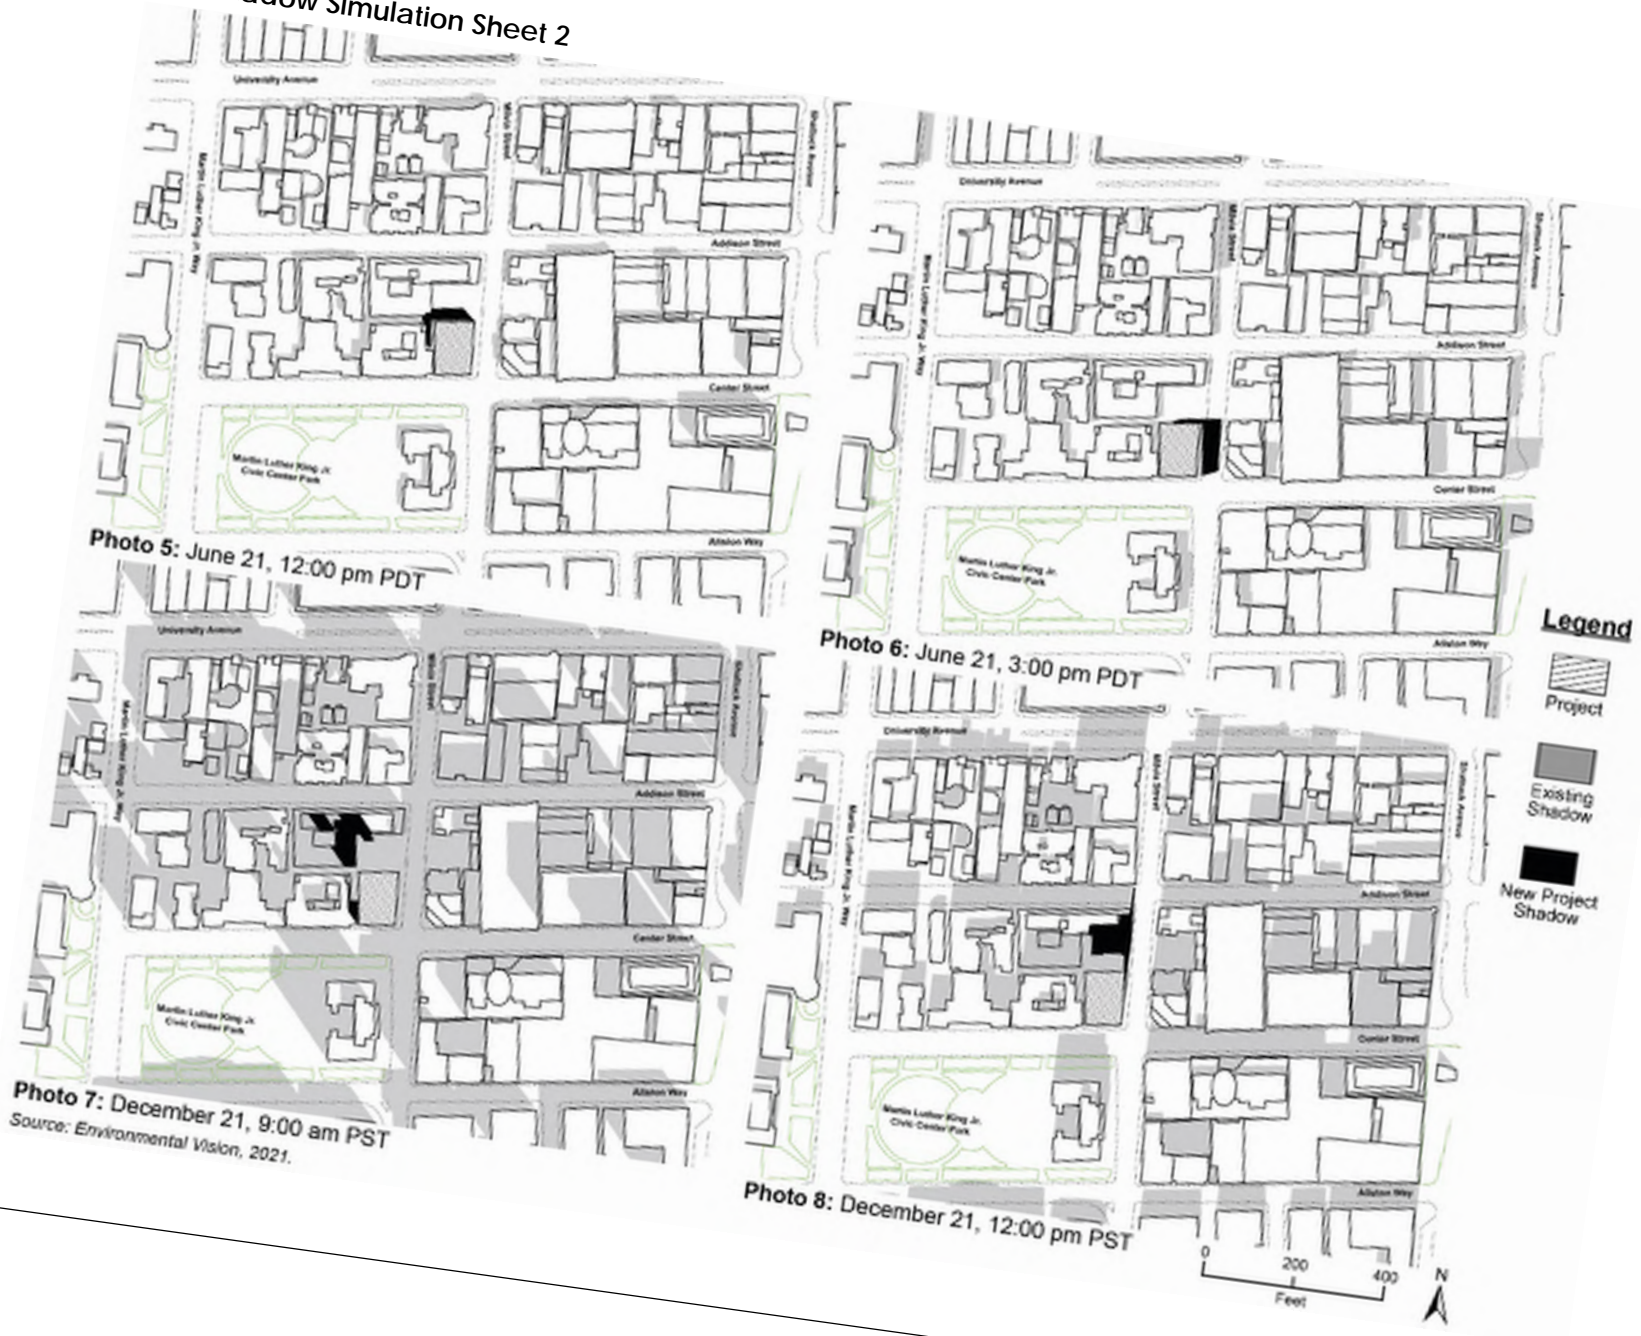 Simulation Sheet 2
University Avenue
Milvia Street
Shattuck Avenue
Martin Luther King Jr. Way
Addison Street
Center Street
Martin Luther King Jr.
Civic Center Park
Allston Way
Photo 5: June 21, 12:00 pm PDT
University Avenue
Milvia Street
Shattuck Avenue
Martin Luther King Jr. Way
Addison Street
Center Street
Martin Luther King Jr.
Civic Center Park
Allston Way
Photo 6: June 21, 3:00 pm PDT
University Avenue
Milvia Street
Shattuck Avenue
Martin Luther King Jr. Way
Addison Street
Center Street
Martin Luther King Jr.
Civic Center Park
Allston Way
Photo 7: December 21, 9:00 am PST
Source: Environmental Vision, 2021.
University Avenue
Milvia Street
Shattuck Avenue
Martin Luther King Jr. Way
Addison Street
Center Street
Martin Luther King Jr.
Civic Center Park
Allston Way
Photo 8: December 21, 12:00 pm PST
Legend
Project
Existing
Shadow
New Project
Shadow
0 200 400
Feet
N